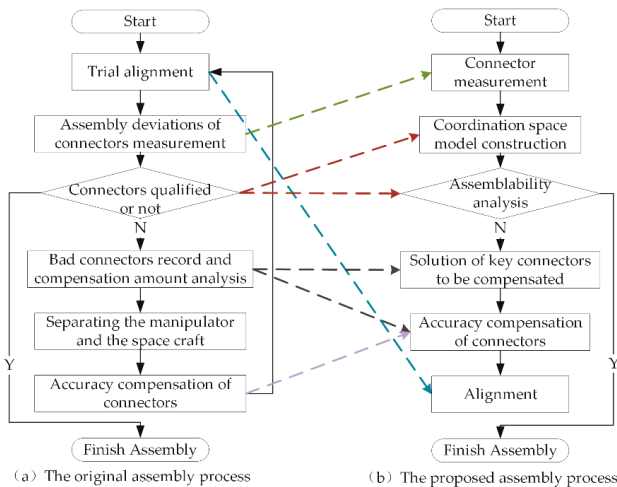 Start
Trial alignment
Assembly deviations of
connectors measurement
Connectors qualified
or not
N
Bad connectors record and
compensation amount analysis
Separating the manipulator
and the space craft
Y
Accuracy compensation of
connectors
Finish Assembly
(a) The original assembly process
Start
Connector
measurement
Coordination space
model construction
Assemblability
analysis
N
Solution of key connectors
to be compensated
Accuracy compensation
of connectors
Y
Alignment
Finish Assembly
(b) The proposed assembly process